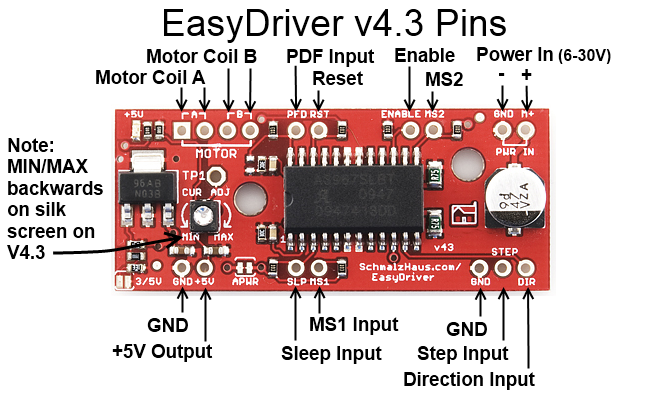 EasyDriver v4.3 Pins
Motor Coil B
PDF Input
Enable
Power In (6-30V)
Motor Coil A
Reset
MS2
- +
+5V
A
B
PFD RST
ENABLE MS2
GND M+
MOTOR
PWR IN
Note:
MIN/MAX
backwards
on silk
screen on
V4.3
TP1
CUR ADJ
MIN MAX
A3967SLBT
0947
v43
STEP
SchmalzHaus.com/
EasyDriver
3/5V
GND +5V
APWR
SLP MS1
GND
DIR
GND
+5V Output
MS1 Input
Sleep Input
GND
Step Input
Direction Input